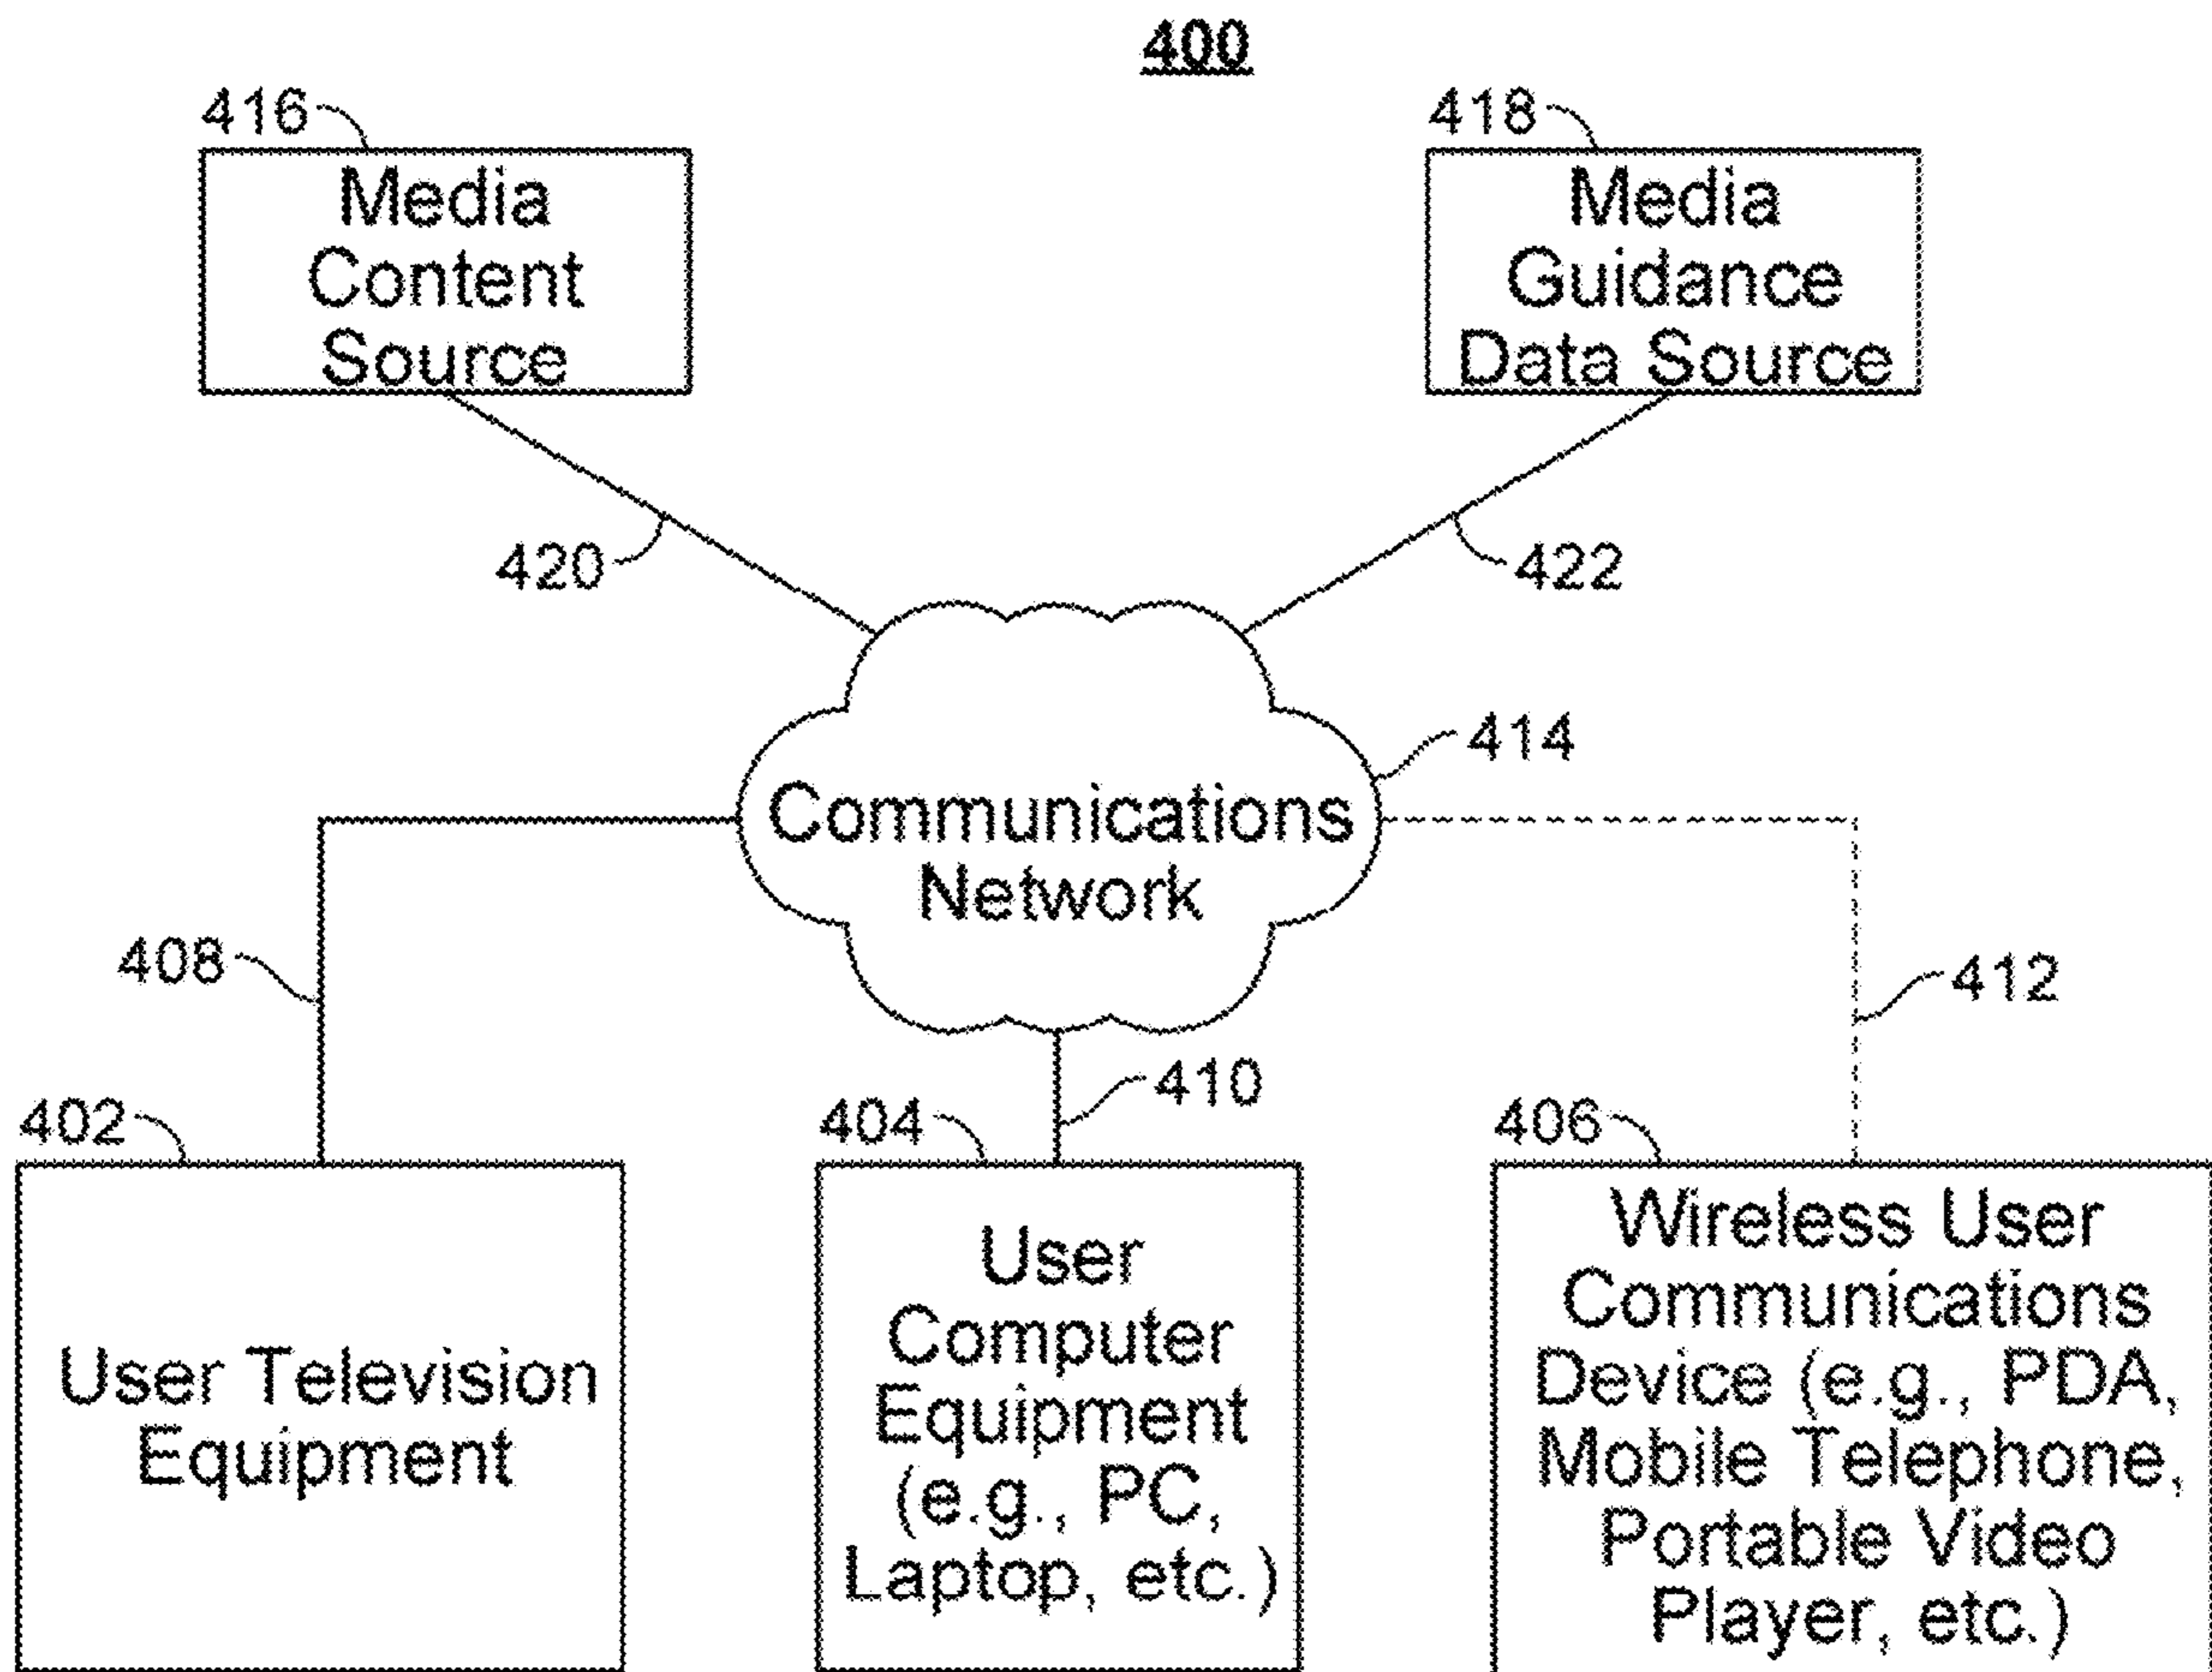 400
416
Media
Content
Source
418
Media
Guidance
Data Source
420
422
414
Communications
Network
408
412
410
402
User Television
Equipment
404
User
Computer
Equipment
(e.g., PC,
Laptop, etc.)
406
Wireless User
Communications
Device (e.g., PDA,
Mobile Telephone,
Portable Video
Player, etc.)